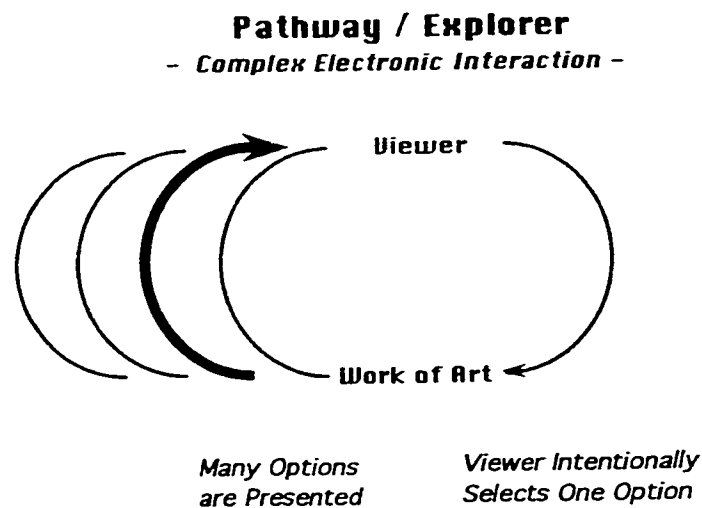 Pathway / Explorer
- Complex Electronic Interaction -
Viewer
Work of Art
Many Options
are Presented
Viewer Intentionally
Selects One Option